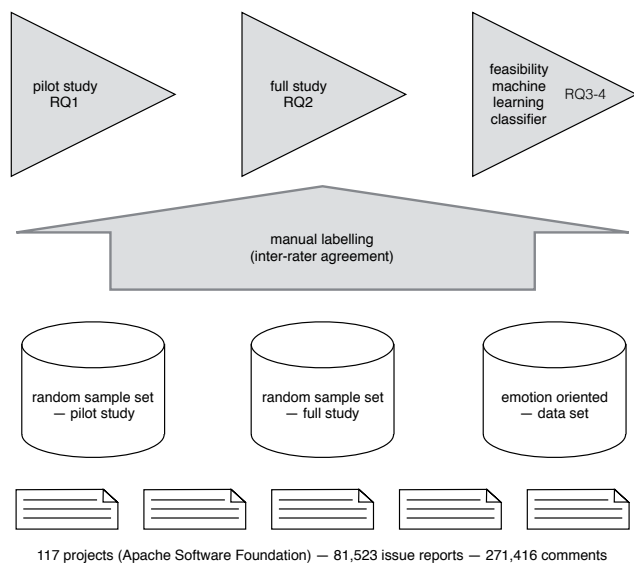 pilot study
RQ1
full study
RQ2
feasibility
machine
learning
classifier
RQ3-4
manual labelling
(inter-rater agreement)
random sample set
— pilot study
random sample set
— full study
emotion oriented
— data set
117 projects (Apache Software Foundation) — 81,523 issue reports — 271,416 comments